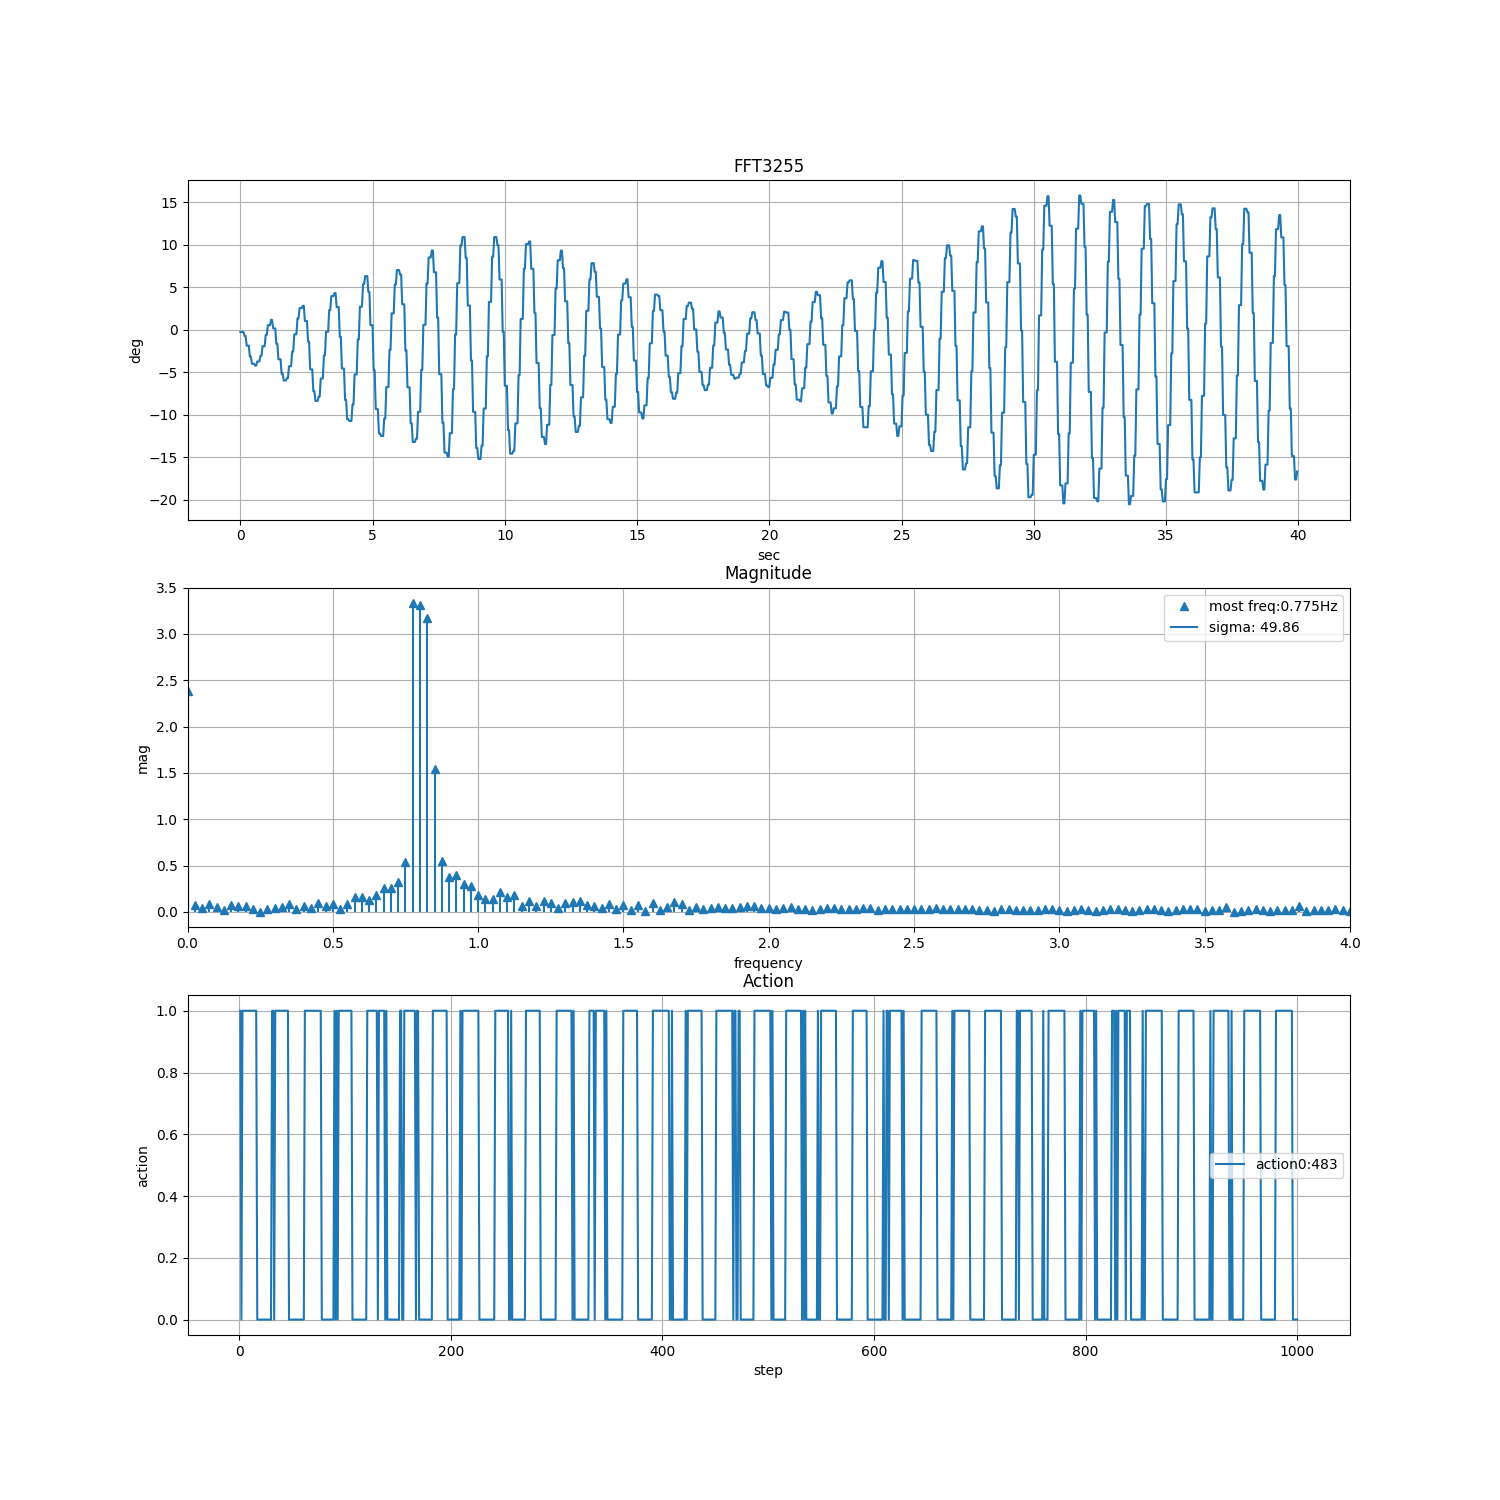 FFT3255
15
10
5
0
−5
−10
−15
−20
deg
0 5 10 15 20 25 30 35 40
sec
Magnitude
3.5
3.0
2.5
2.0
1.5
1.0
0.5
0.0
mag
most freq:0.775Hz
sigma: 49.86
0.0 0.5 1.0 1.5 2.0 2.5 3.0 3.5 4.0
frequency
Action
1.0
0.8
0.6
0.4
0.2
0.0
action
action0:483
0 200 400 600 800 1000
step